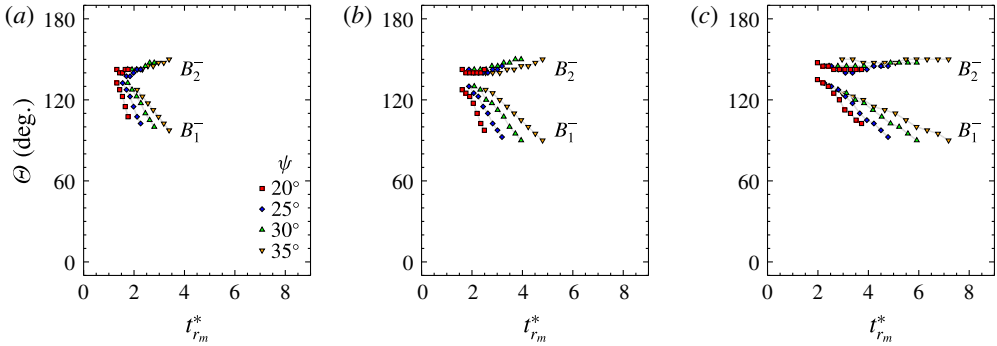 (a) (b) (c)
180 180 180
B₂⁻ B₂⁻ B₂⁻
120 120 120
B₁⁻ B₁⁻ B₁⁻
Θ (deg.)
ψ
60 60 60
20°
25°
30°
35°
0 0 0
0 2 4 6 8 0 2 4 6 8 0 2 4 6 8
t*rₘ t*rₘ t*rₘ